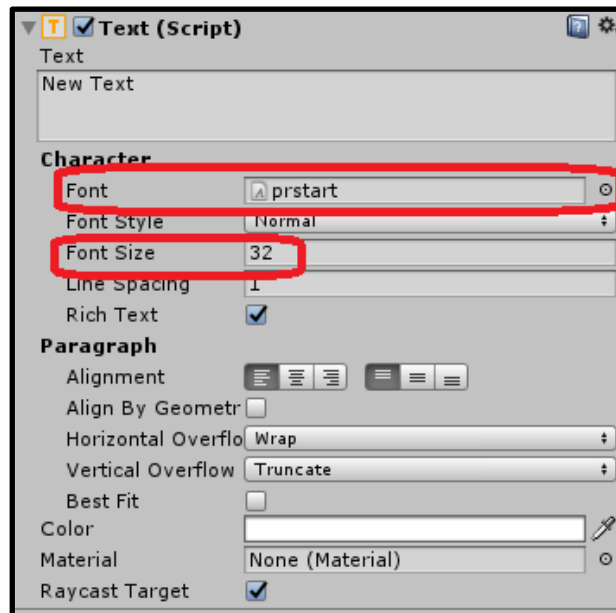 T Text (Script)
Text
New Text
Character
Font prstart
Font Style Normal
Font Size 32
Line Spacing 1
Rich Text
Paragraph
Alignment
Align By Geometr
Horizontal Overflo Wrap
Vertical Overflow Truncate
Best Fit
Color
Material None (Material)
Raycast Target